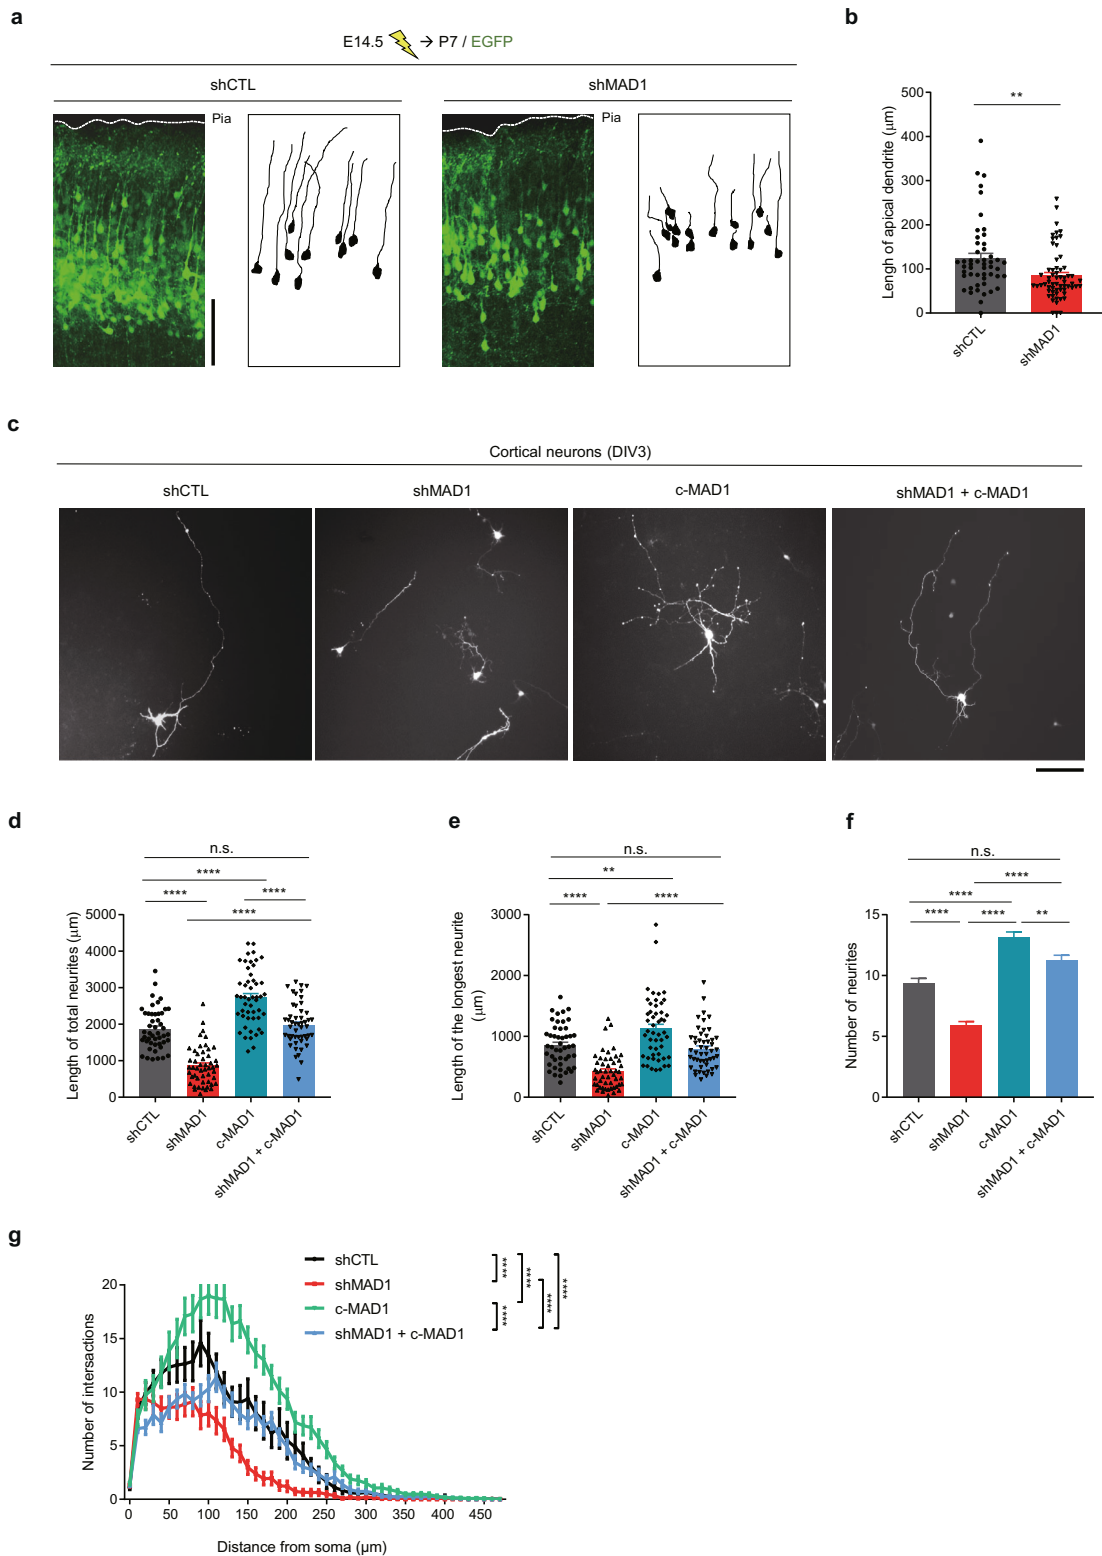 a
E14.5 → P7 / EGFP
shCTL
shMAD1
Pia
Pia
b
**
Lengh of apical dendrite (μm)
500
400
300
200
100
0
shCTL
shMAD1
c
Cortical neurons (DIV3)
shCTL
shMAD1
c-MAD1
shMAD1 + c-MAD1
d
n.s.
****
**** ****
****
Length of total neurites (μm)
5000
4000
3000
2000
1000
0
shCTL
shMAD1
c-MAD1
shMAD1 + c-MAD1
e
n.s.
**
**** ****
Length of the longest neurite
(μm)
3000
2000
1000
0
shCTL
shMAD1
c-MAD1
shMAD1 + c-MAD1
f
n.s.
****
****
**** **** **
Number of neurites
15
10
5
0
shCTL
shMAD1
c-MAD1
shMAD1 + c-MAD1
g
shCTL
shMAD1
c-MAD1
shMAD1 + c-MAD1
****
****
****
****
****
Number of intersactions
20
15
10
5
0
0 50 100 150 200 250 300 350 400 450
Distance from soma (μm)